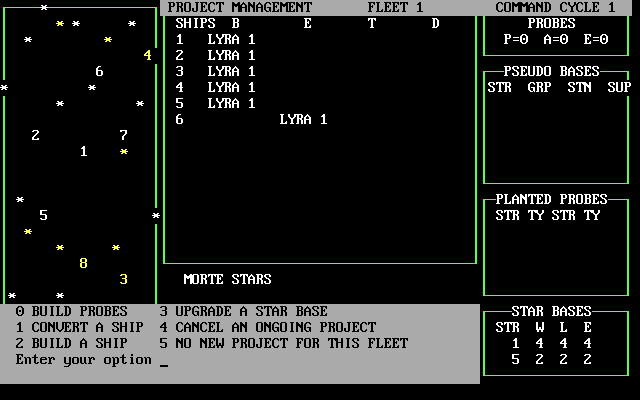 PROJECT MANAGEMENT FLEET 1 COMMAND CYCLE 1
SHIPS B E T D
1 LYRA 1
2 LYRA 1
3 LYRA 1
4 LYRA 1
5 LYRA 1
6 LYRA 1
MORTE STARS
PROBES
P=0 A=0 E=0
PSEUDO BASES
STR GRP STN SUP
PLANTED PROBES
STR TY STR TY
STAR BASES
STR W L E
1 4 4 4
5 2 2 2
* * * *
* *
4
6
* *
* *
2 7
1 *
*
5 *
*
* *
8
3
* *
0 BUILD PROBES 3 UPGRADE A STAR BASE
1 CONVERT A SHIP 4 CANCEL AN ONGOING PROJECT
2 BUILD A SHIP 5 NO NEW PROJECT FOR THIS FLEET
Enter your option _